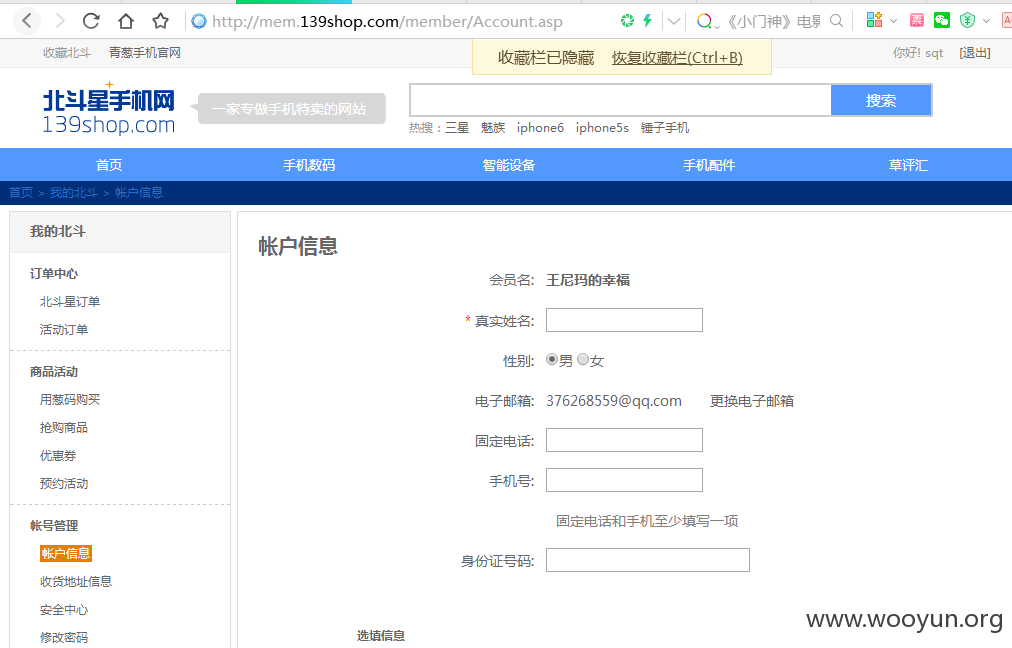 http://mem.139shop.com/member/Account.asp
《小门神》电影
票
收藏北斗 青葱手机官网
收藏栏已隐藏 恢复收藏栏(Ctrl+B)
你好! sqt [退出]
北斗星手机网
139shop.com
一家专做手机特卖的网站
搜索
热搜：三星 魅族 iphone6 iphone5s 锤子手机
首页 手机数码 智能设备 手机配件 草评汇
首页 > 我的北斗 > 帐户信息
我的北斗
订单中心
北斗星订单
活动订单
商品活动
用葱码购买
抢购商品
优惠券
预约活动
帐号管理
帐户信息
收货地址信息
安全中心
修改密码
帐户信息
会员名: 王尼玛的幸福
* 真实姓名:
性别: 男 女
电子邮箱: 376268559@qq.com 更换电子邮箱
固定电话:
手机号:
固定电话和手机至少填写一项
身份证号码:
选填信息
www.wooyun.org